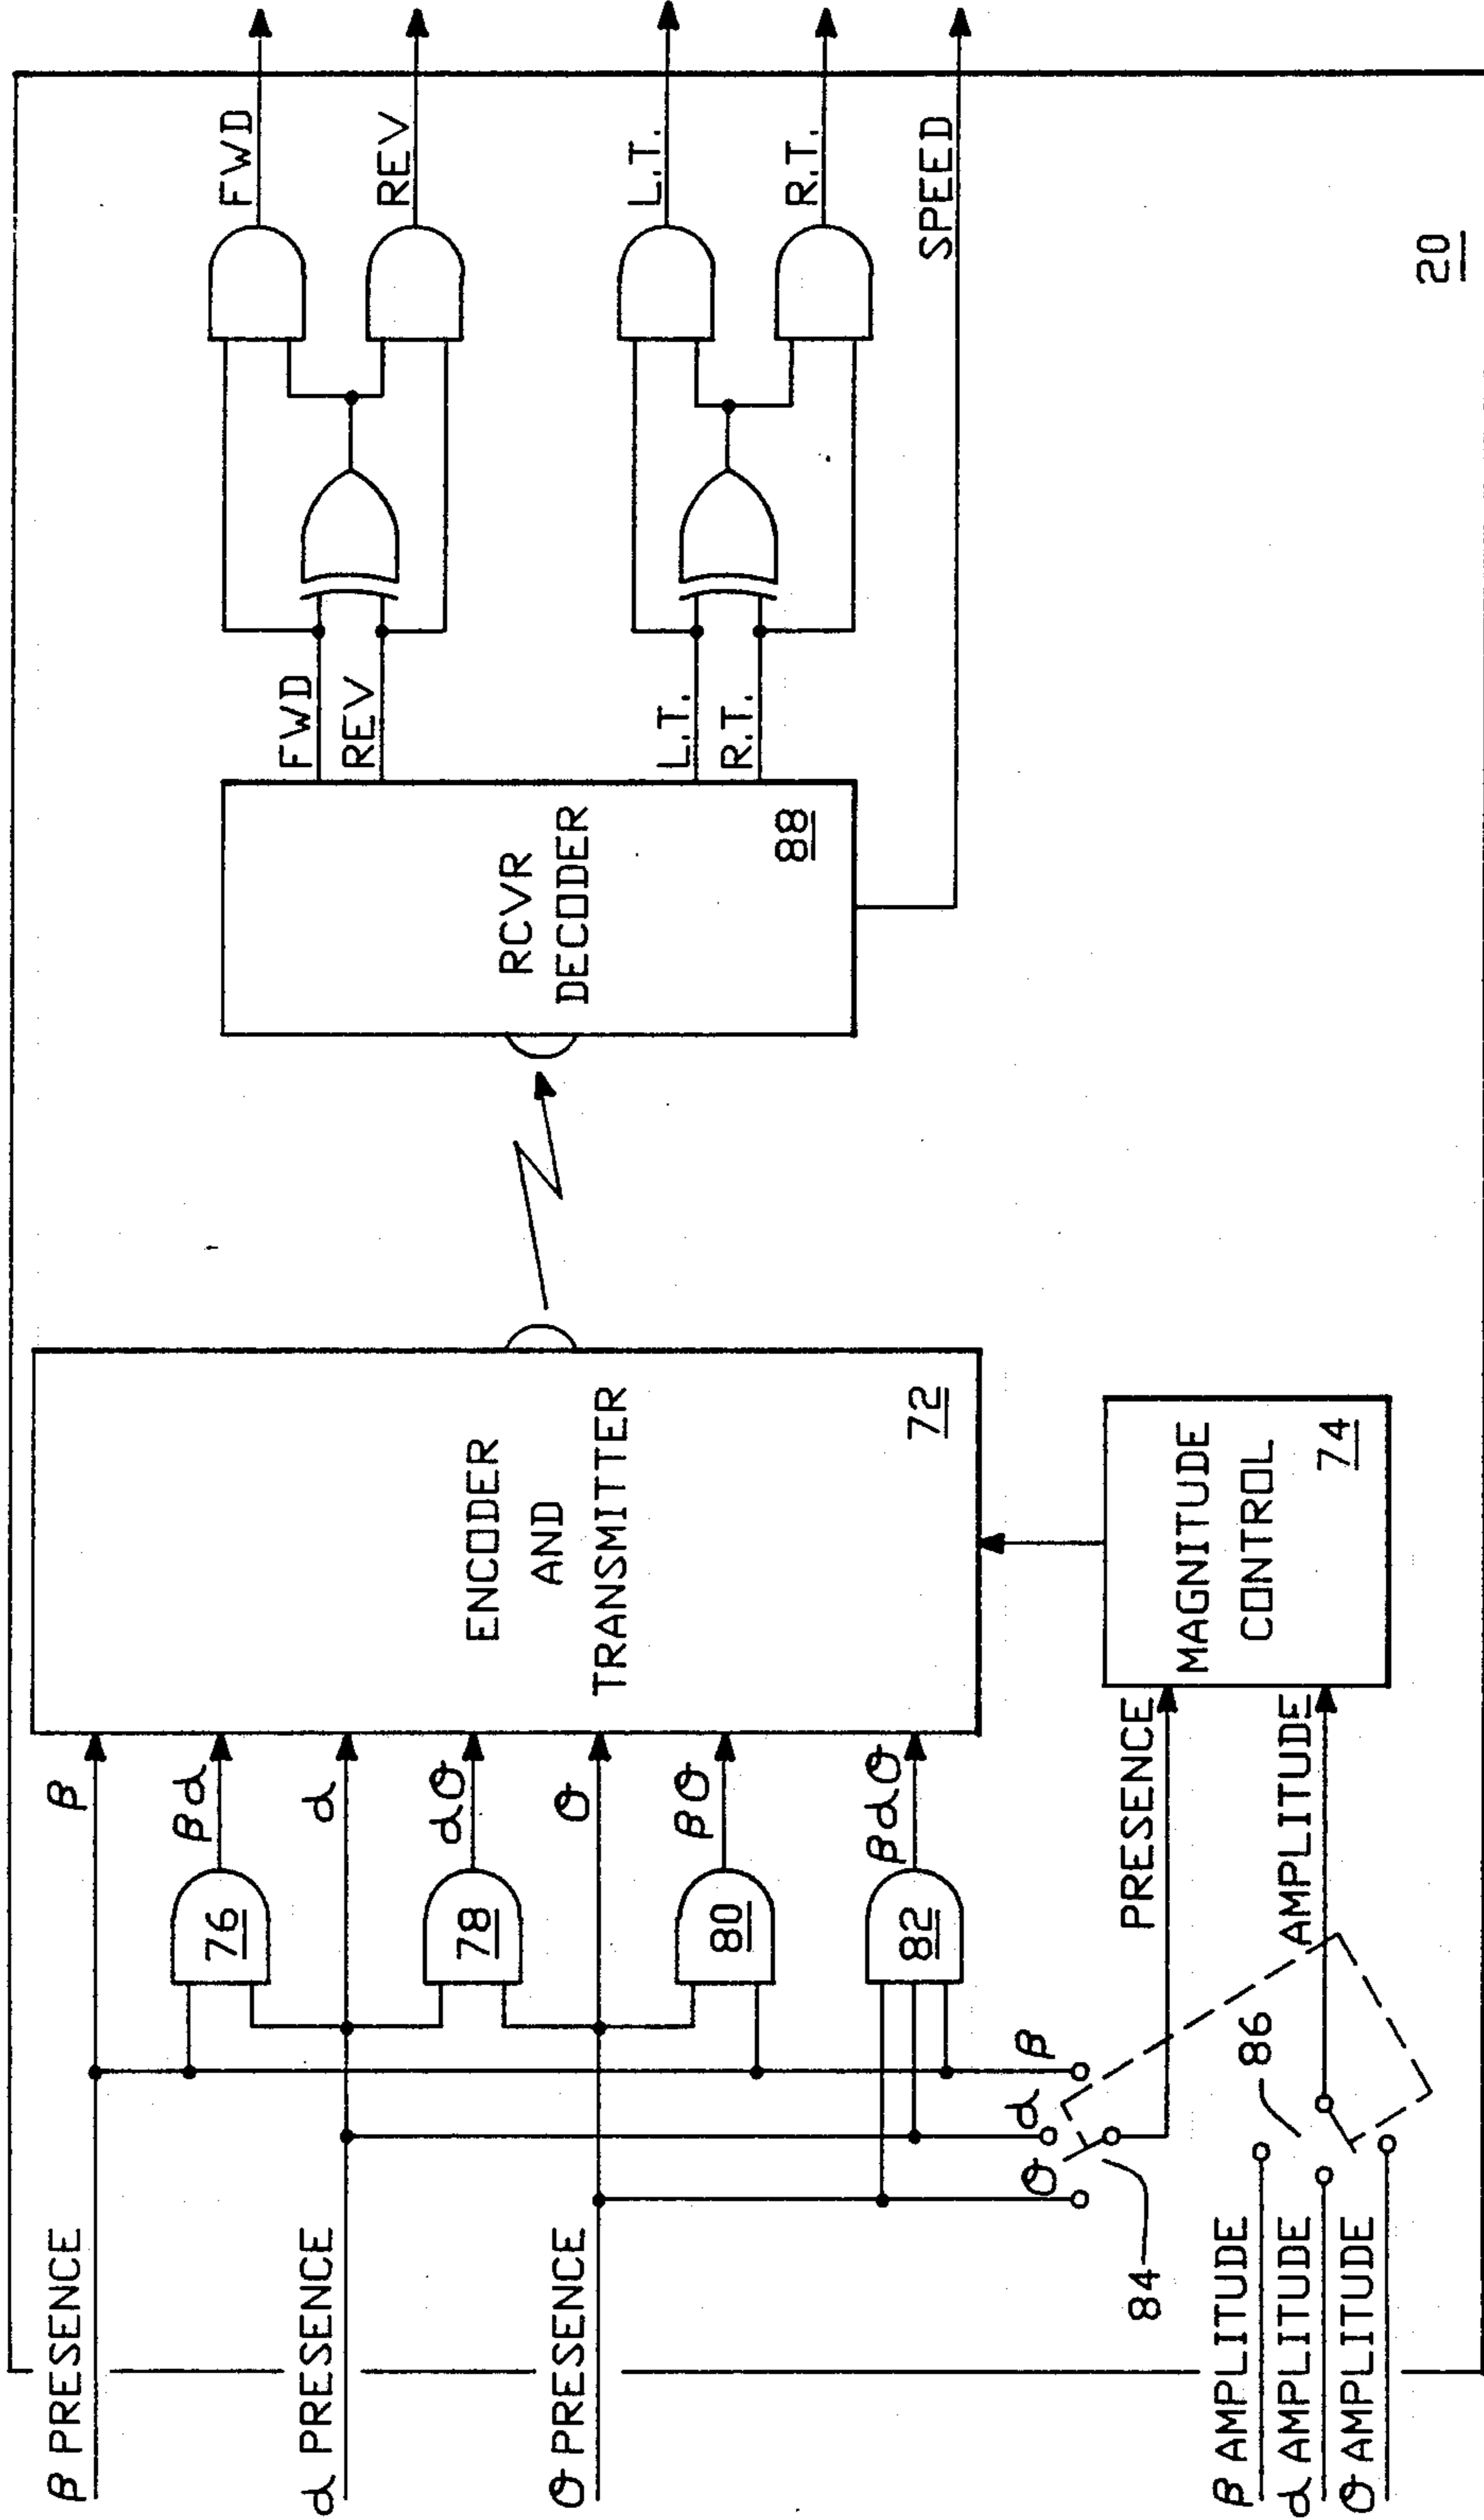 β PRESENCE
α PRESENCE
θ PRESENCE
β AMPLITUDE
α AMPLITUDE
θ AMPLITUDE
84
86
θ
α
β
76
78
80
82
β
βα
α
αθ
θ
βθ
βαθ
PRESENCE
AMPLITUDE
ENCODER
AND
TRANSMITTER
72
MAGNITUDE
CONTROL
74
RCVR
DECODER
88
FWD
REV
L.T.
R.T.
FWD
REV
L.T.
R.T.
SPEED
20